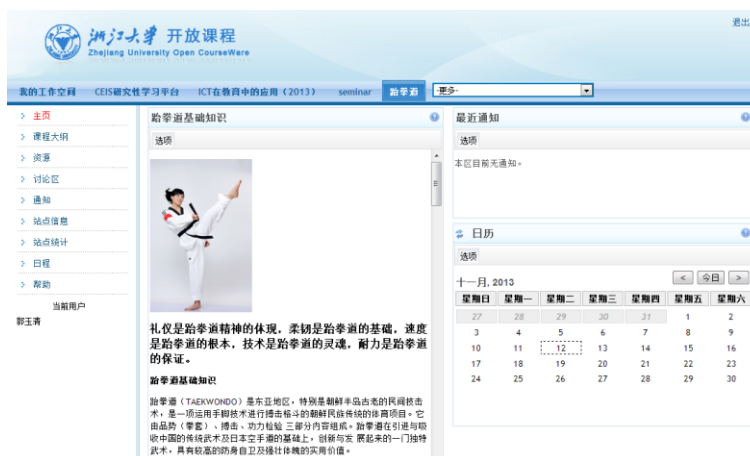 退出
浙江大学 开放课程
Zhejiang University Open CourseWare
我的工作空间 CEIS研究性学习平台 ICT在教育中的应用（2013） seminar 跆拳道 -更多-
主页
课程大纲
资源
讨论区
通知
站点信息
站点统计
日程
帮助
当前用户
郭玉清
跆拳道基础知识
选项
礼仪是跆拳道精神的体现，柔韧是跆拳道的基础，速度
是跆拳道的根本，技术是跆拳道的灵魂，耐力是跆拳道
的保证。
跆拳道基础知识
跆拳道（TAEKWONDO）是东亚地区，特别是朝鲜半岛古老的民间技击
术，是一项运用手脚技术进行搏击格斗的朝鲜民族传统的体育项目。它
由品势（拳套）、搏击、功力检验 三部分内容组成。跆拳道在引进与吸
收中国的传统武术及日本空手道的基础上，创新与发 展起来的一门独特
武术，具有较高的防身自卫及强壮体魄的实用价值。
最近通知
选项
本区目前无通知。
日历
选项
十一月, 2013 < 今日 >
星期日 星期一 星期二 星期三 星期四 星期五 星期六
27 28 29 30 31 1 2
3 4 5 6 7 8 9
10 11 12 13 14 15 16
17 18 19 20 21 22 23
24 25 26 27 28 29 30